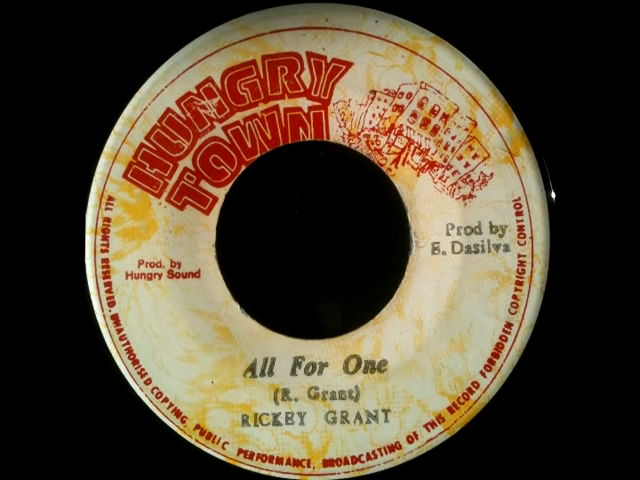 HUNGRY
TOWN
Prod by
E. Dasilva
Prod. by
Hungry Sound
All For One
(R. Grant)
RICKEY GRANT
ALL RIGHTS RESERVED. UNAUTHORISED COPYING, PUBLIC PERFORMANCE, BROADCASTING OF THIS RECORD FORBIDDEN COPYRIGHT CONTROL